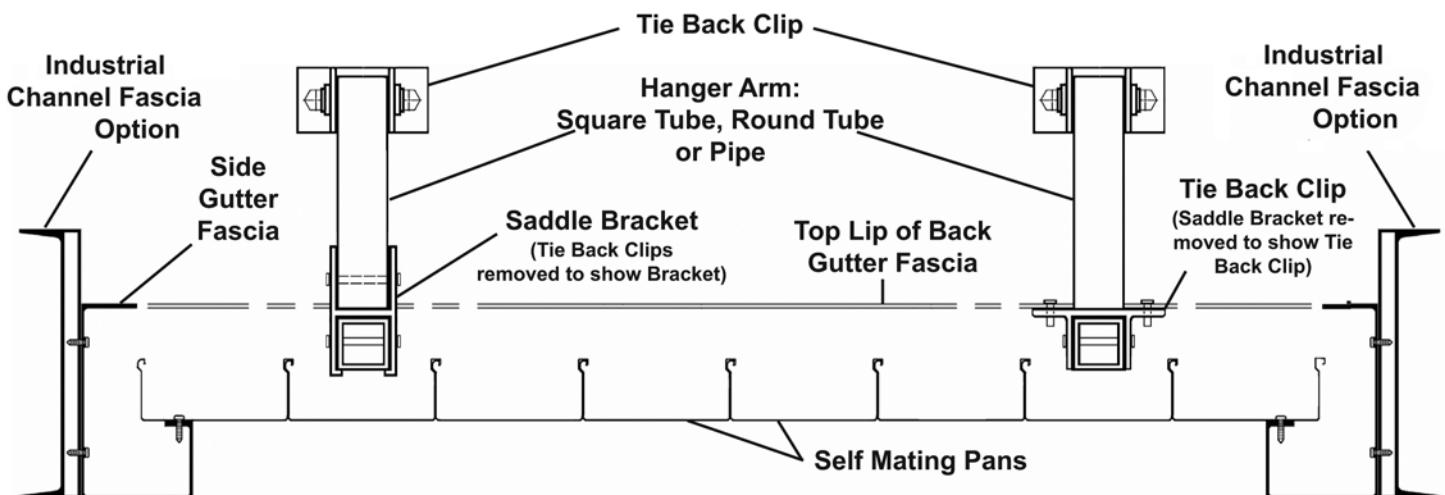 Tie Back Clip
Industrial
Channel Fascia
Option
Hanger Arm:
Square Tube, Round Tube
or Pipe
Industrial
Channel Fascia
Option
Side
Gutter
Fascia
Saddle Bracket
(Tie Back Clips
removed to show Bracket)
Top Lip of Back
Gutter Fascia
Tie Back Clip
(Saddle Bracket re-
moved to show Tie
Back Clip)
Self Mating Pans